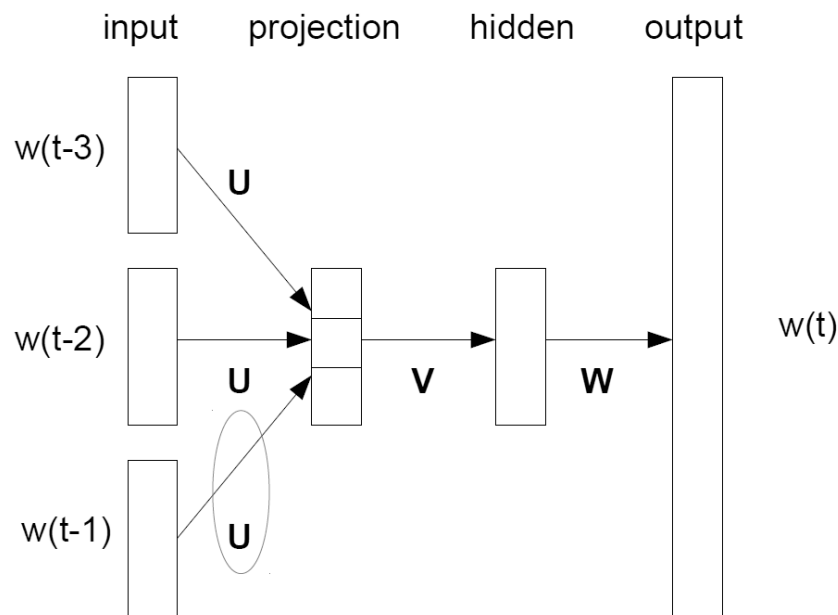 input projection hidden output
w(t-3)
U
w(t-2) w(t)
U V W
w(t-1) U